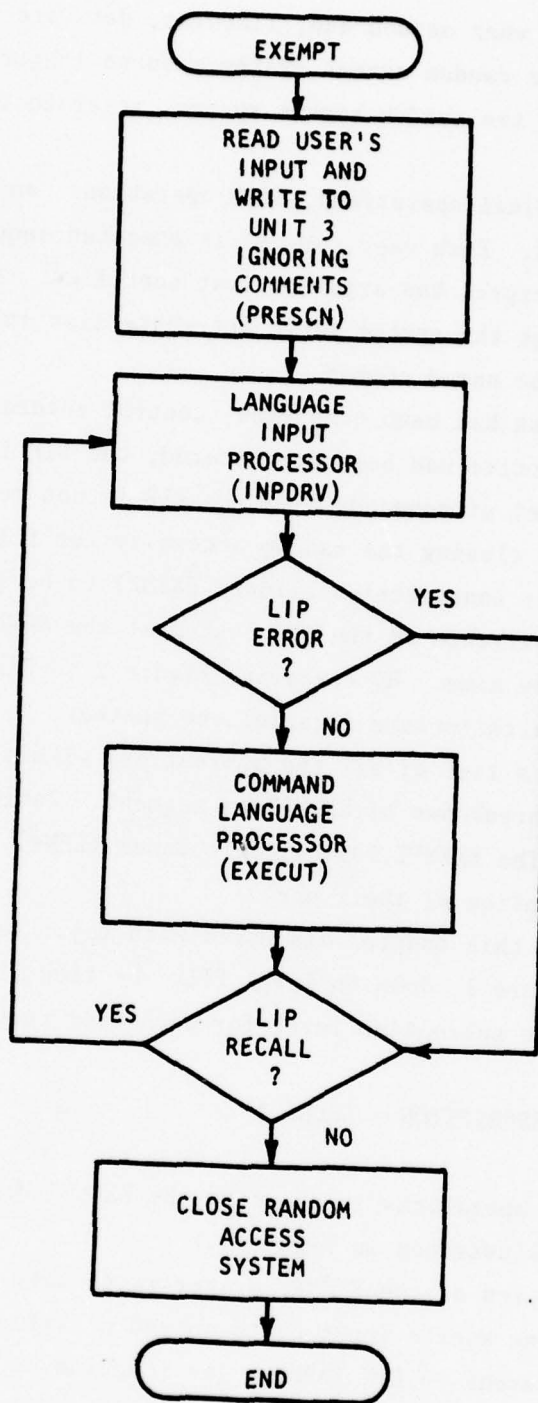 EXEMPT
READ USER'S
INPUT AND
WRITE TO
UNIT 3
IGNORING
COMMENTS
(PRESCN)
LANGUAGE
INPUT
PROCESSOR
(INPDRV)
LIP
ERROR
?
YES
NO
COMMAND
LANGUAGE
PROCESSOR
(EXECUT)
YES
LIP
RECALL
?
NO
CLOSE RANDOM
ACCESS
SYSTEM
END